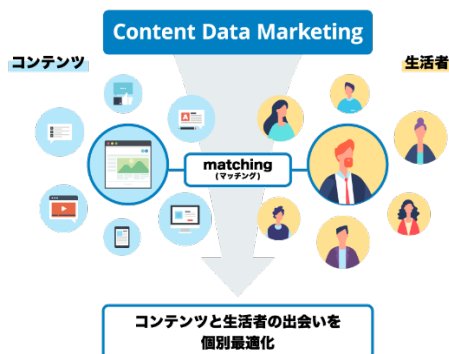 Content Data Marketing
コンテンツ
生活者
matching
(マッチング)
コンテンツと生活者の出会いを
個別最適化